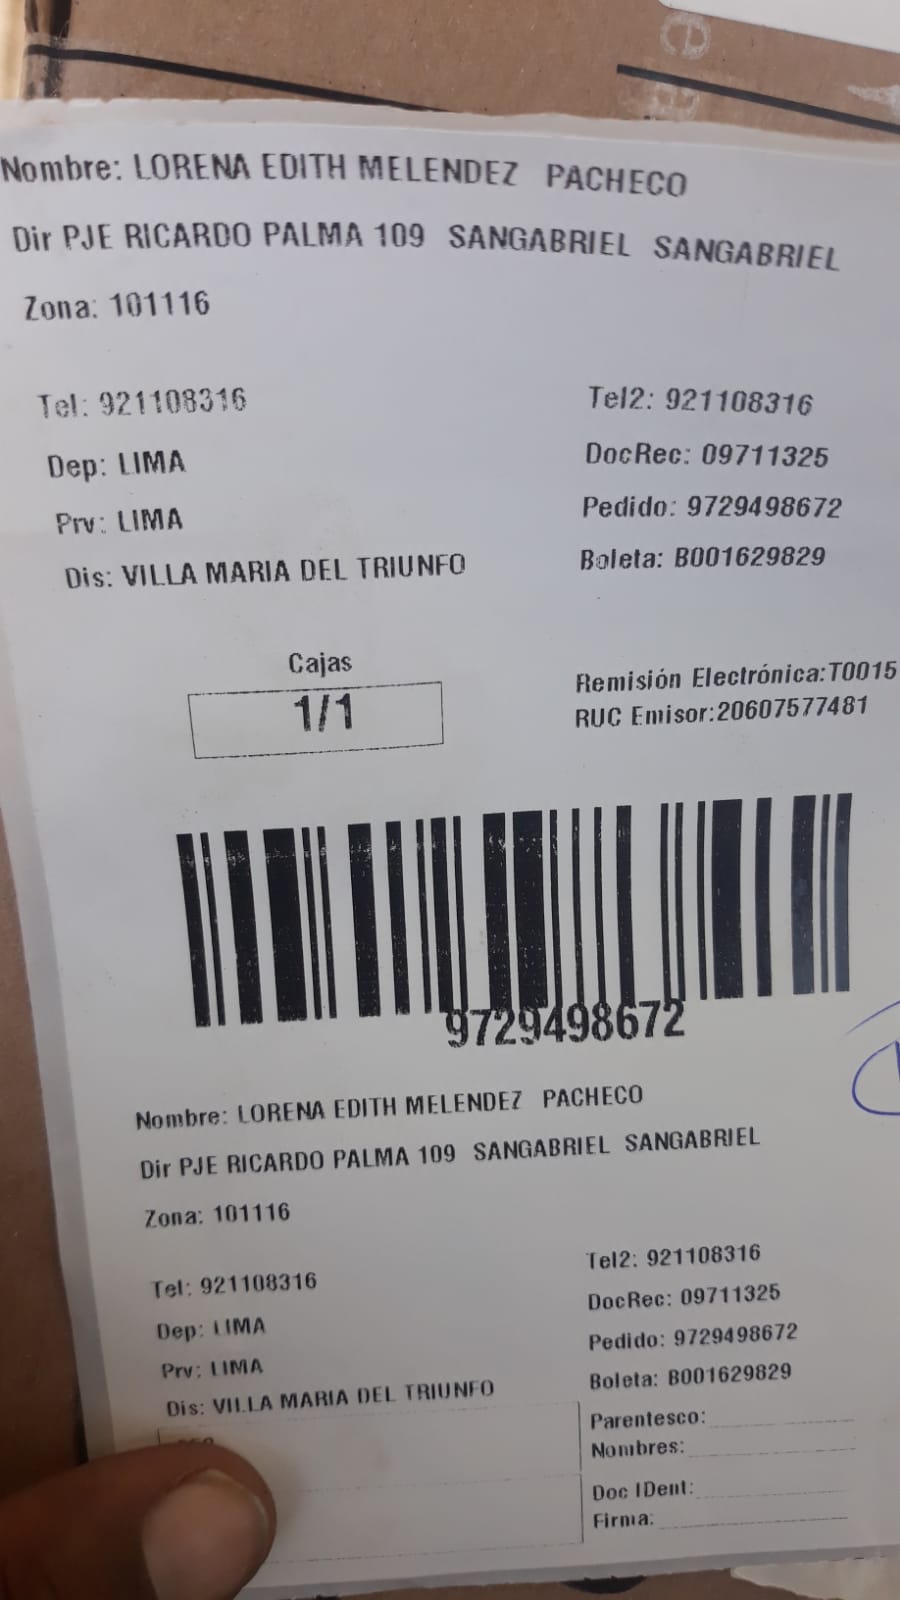 Nombre: LORENA EDITH MELENDEZ PACHECO
Dir PJE RICARDO PALMA 109 SANGABRIEL SANGABRIEL
Zona: 101116
Tel: 921108316 Tel2: 921108316
Dep: LIMA DocRec: 09711325
Prv: LIMA Pedido: 9729498672
Dis: VILLA MARIA DEL TRIUNFO Boleta: B001629829
Cajas
1/1
Remisión Electrónica:T0015
RUC Emisor:20607577481
9729498672
Nombre: LORENA EDITH MELENDEZ PACHECO
Dir PJE RICARDO PALMA 109 SANGABRIEL SANGABRIEL
Zona: 101116
Tel: 921108316 Tel2: 921108316
Dep: LIMA DocRec: 09711325
Prv: LIMA Pedido: 9729498672
Dis: VILLA MARIA DEL TRIUNFO Boleta: B001629829
Parentesco:
Nombres:
Doc IDent:
Firma: